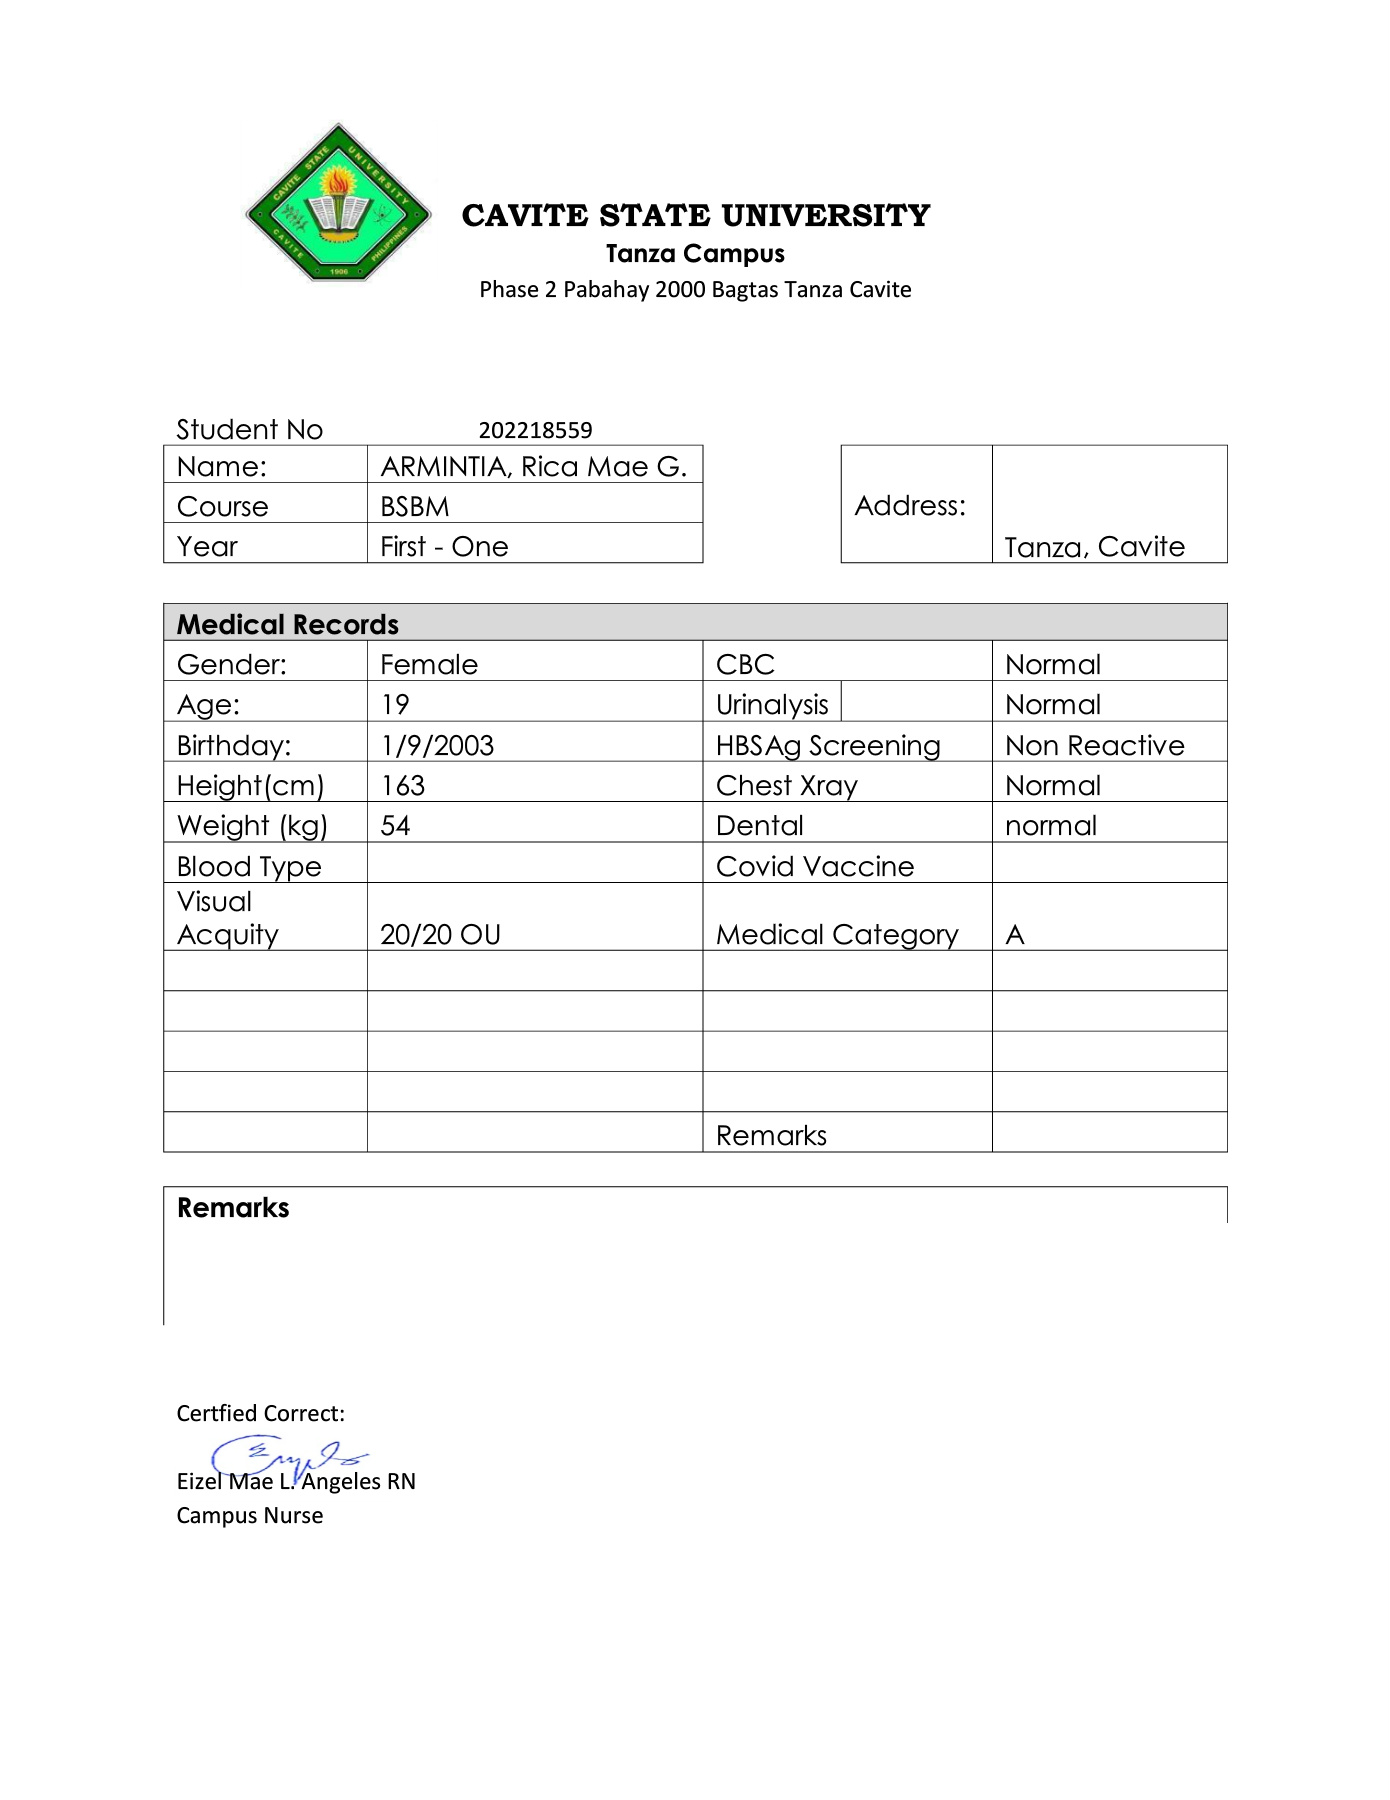 CAVITE STATE UNIVERSITY
CAVITE PHILIPPINES
1906
CAVITE STATE UNIVERSITY
Tanza Campus
Phase 2 Pabahay 2000 Bagtas Tanza Cavite
Student No 202218559
Name: ARMINTIA, Rica Mae G.
Course BSBM
Address:
Year First - One Tanza, Cavite
Medical Records
Gender: Female CBC Normal
Age: 19 Urinalysis Normal
Birthday: 1/9/2003 HBSAg Screening Non Reactive
Height(cm) 163 Chest Xray Normal
Weight (kg) 54 Dental normal
Blood Type Covid Vaccine
Visual
Acquity 20/20 OU Medical Category A
Remarks
Remarks
Certfied Correct:
Eizel Mae L. Angeles RN
Campus Nurse